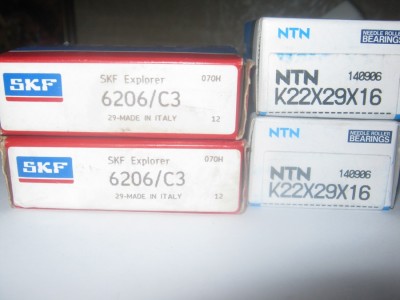 SKF
SKF Explorer
070H
6206/C3
29-MADE IN ITALY
12
NTN
NEEDLE ROLLER
BEARINGS
NTN
140906
K22X29X16
SKF
SKF Explorer
070H
6206/C3
29-MADE IN ITALY
12
NTN
NEEDLE ROLLER
BEARINGS
NTN
140906
K22X29X16